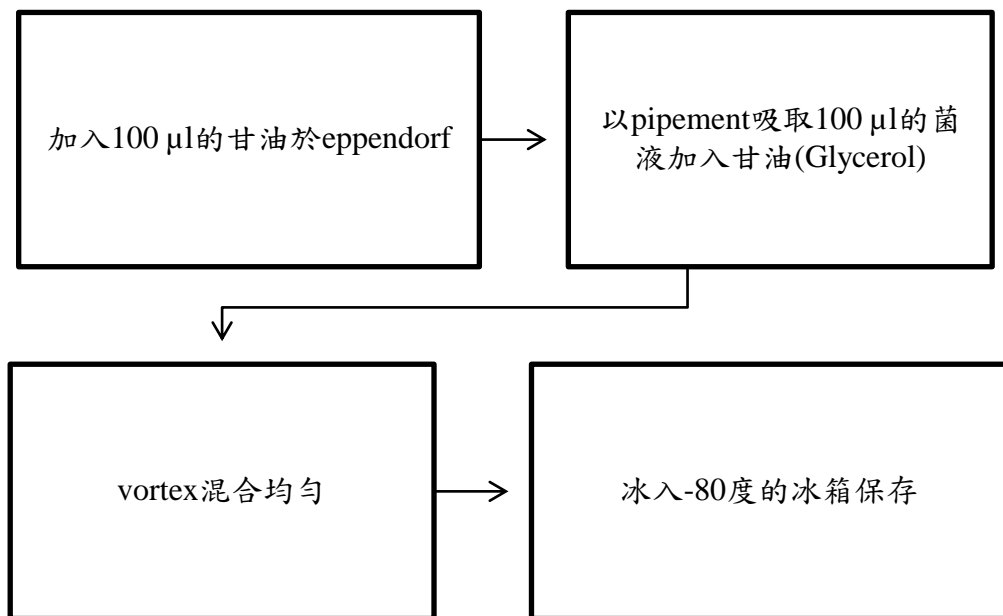 加入100 µl的甘油於eppendorf
以pipement吸取100 µl的菌
液加入甘油(Glycerol)
vortex混合均勻
冰入-80度的冰箱保存